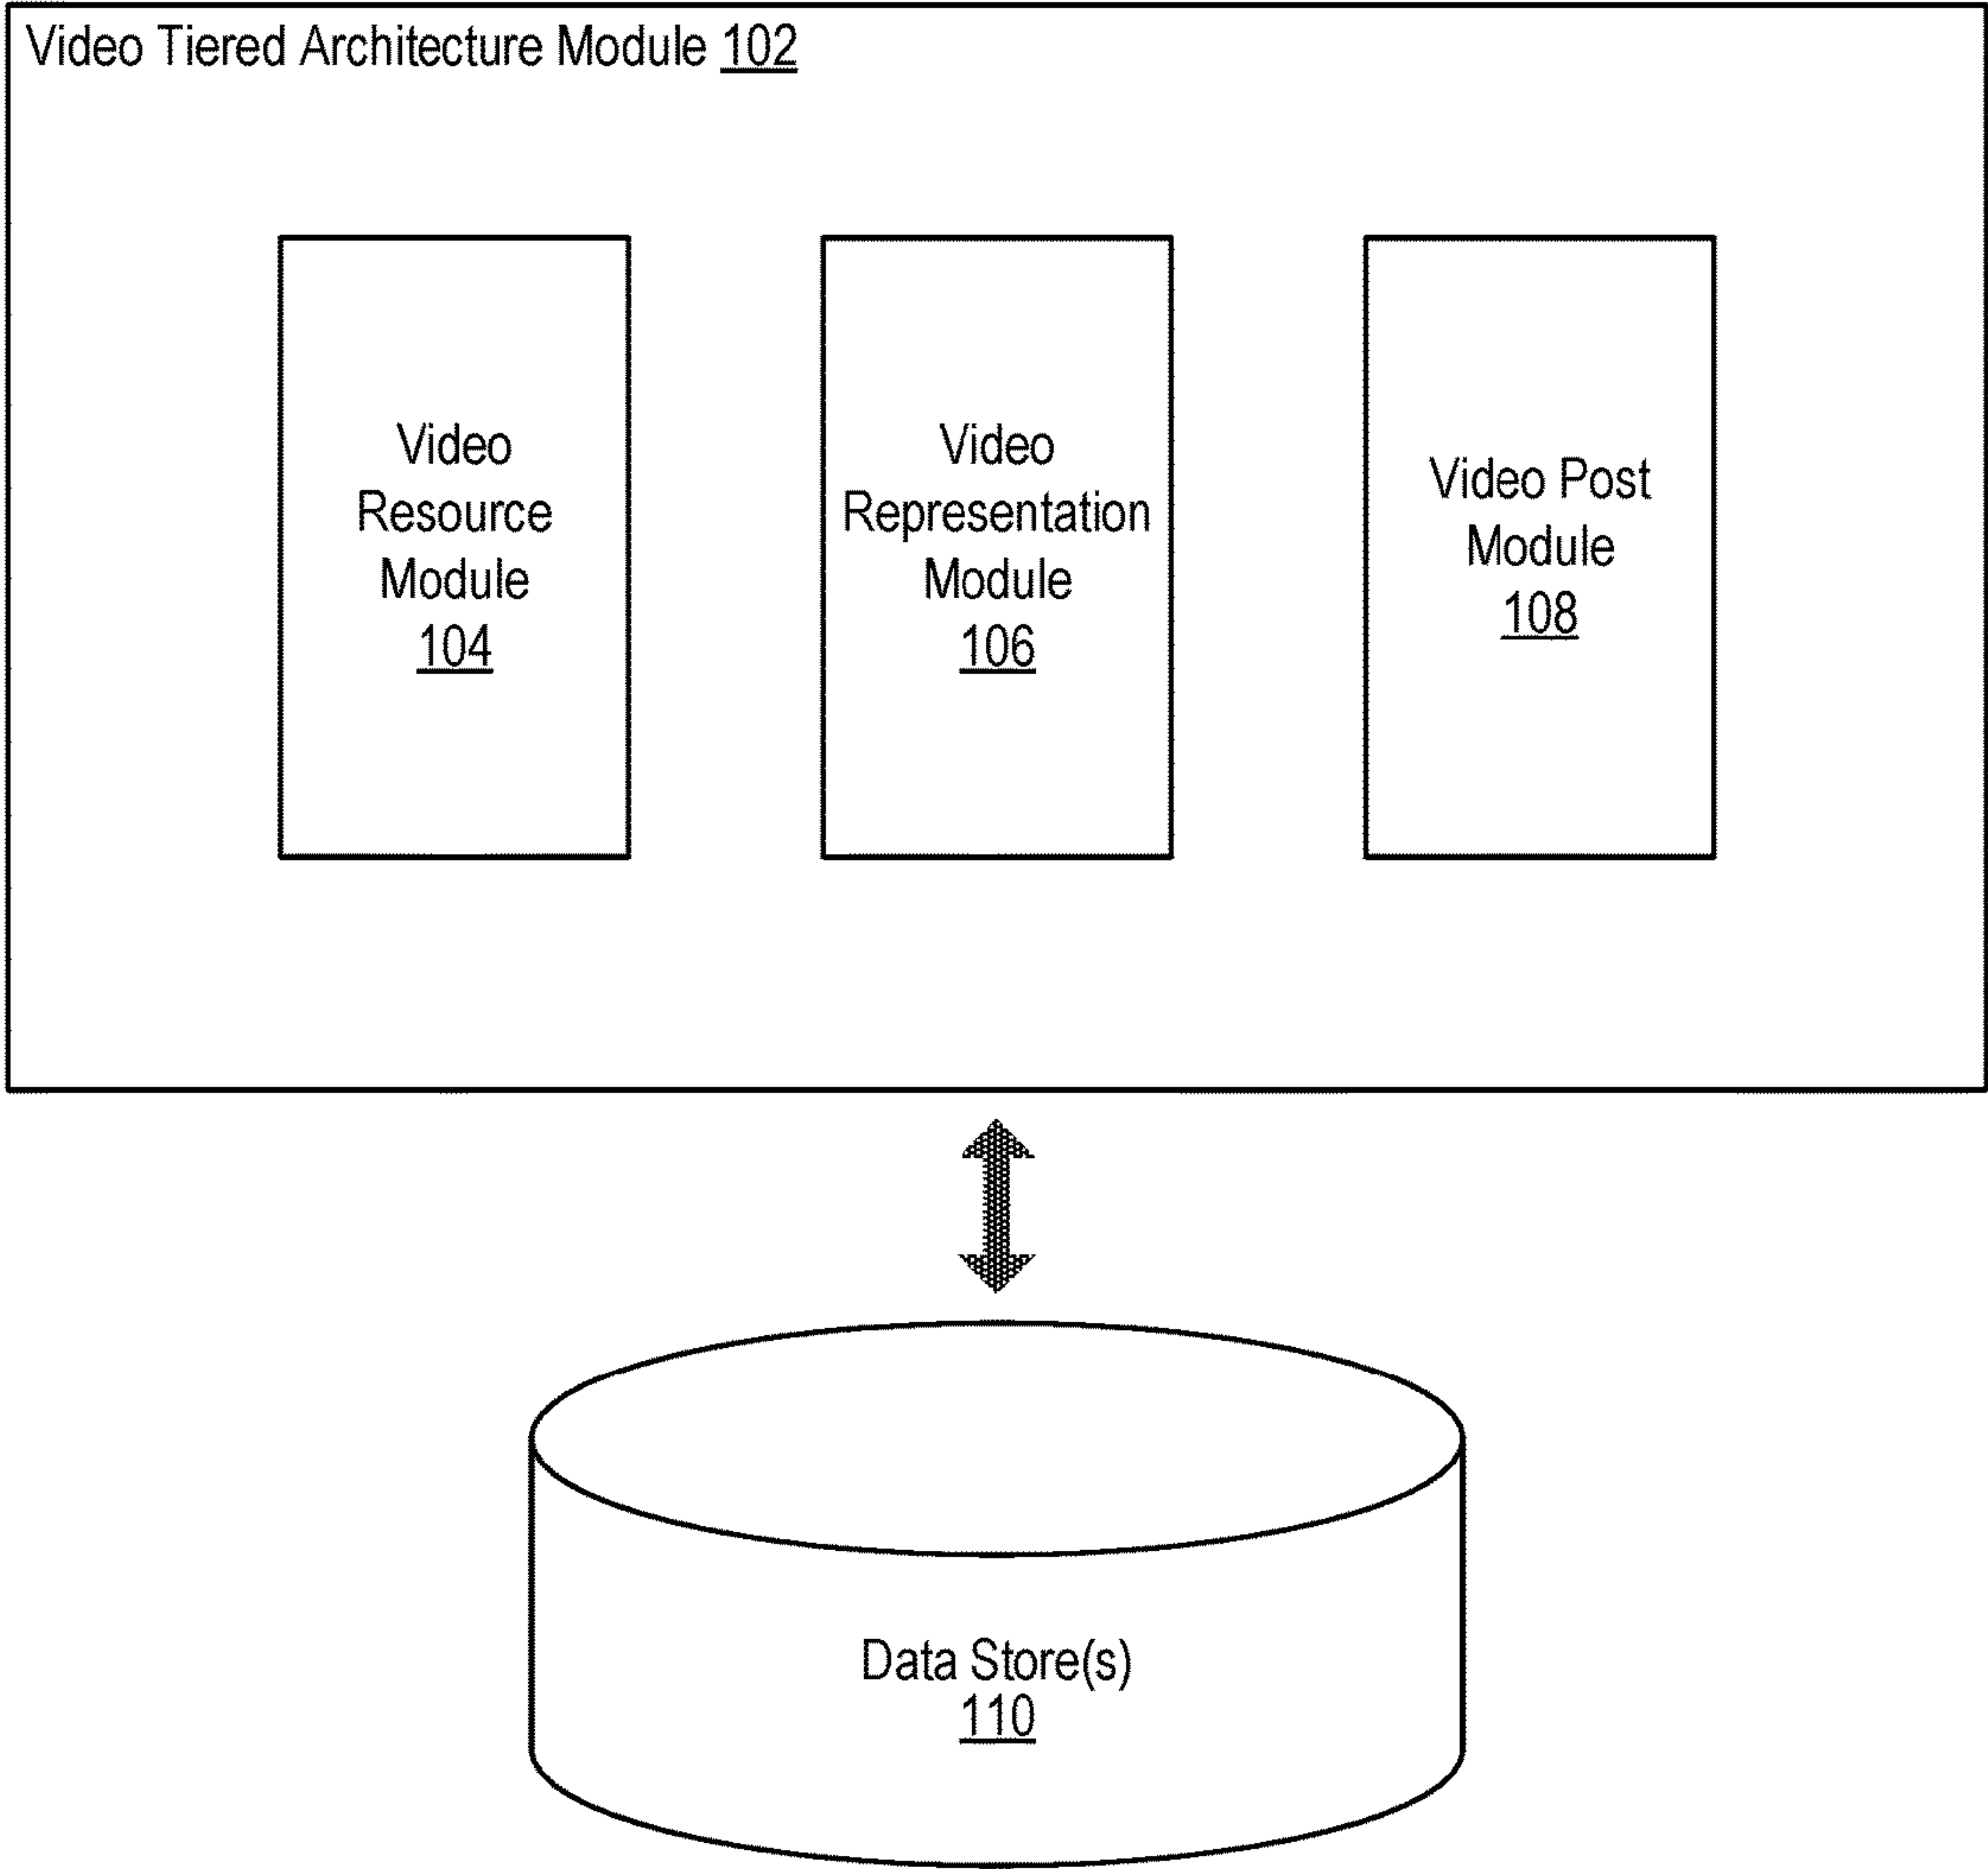 Video Tiered Architecture Module 102
Video
Resource
Module
104
Video
Representation
Module
106
Video Post
Module
108
Data Store(s)
110